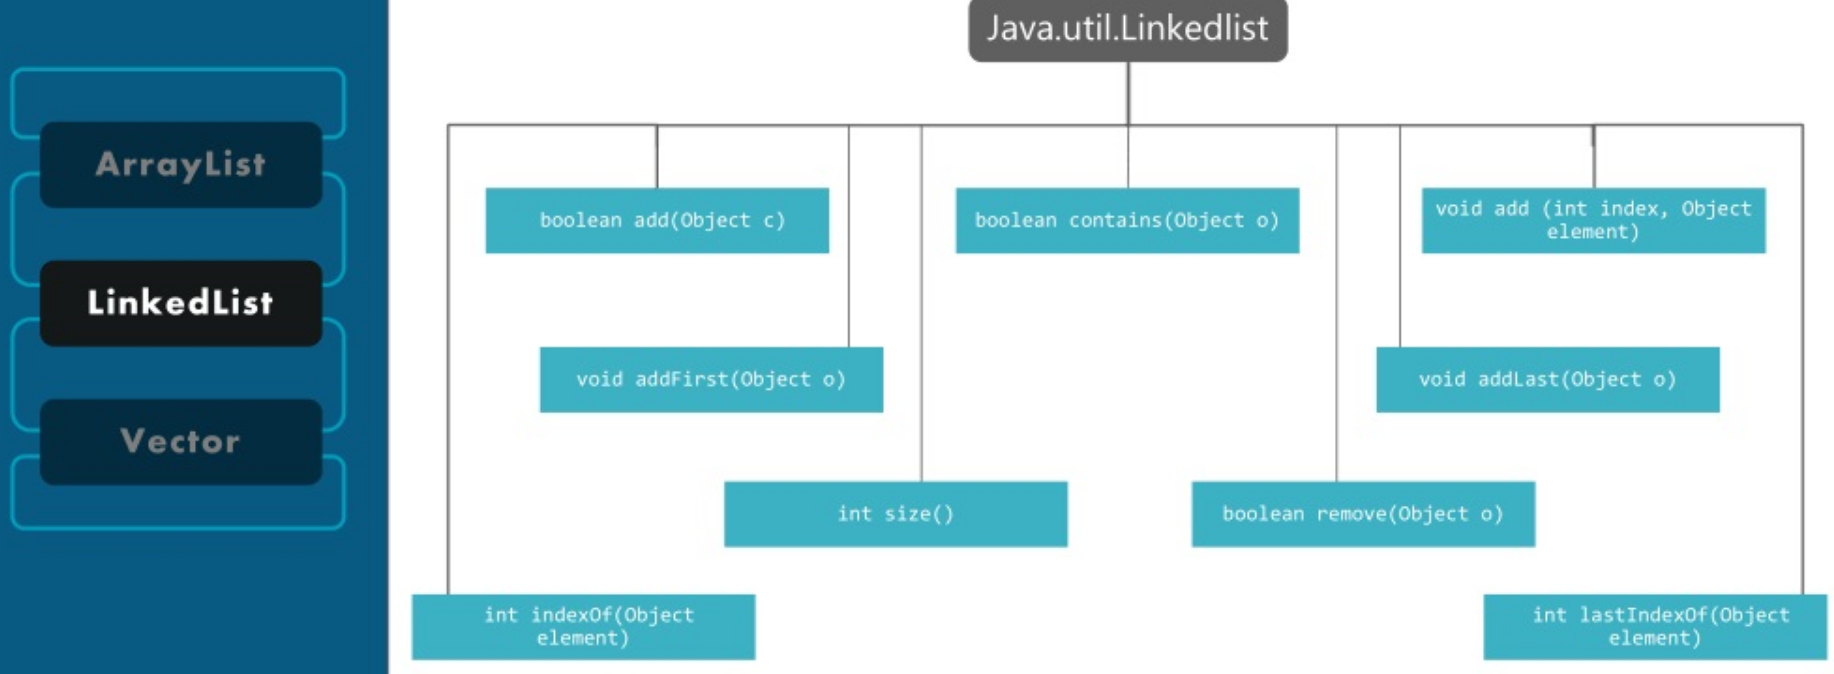 Java.util.Linkedlist
ArrayList
LinkedList
Vector
boolean add(Object c)
boolean contains(Object o)
void add (int index, Object
element)
void addFirst(Object o)
void addLast(Object o)
int size()
boolean remove(Object o)
int indexOf(Object
element)
int lastIndexOf(Object
element)